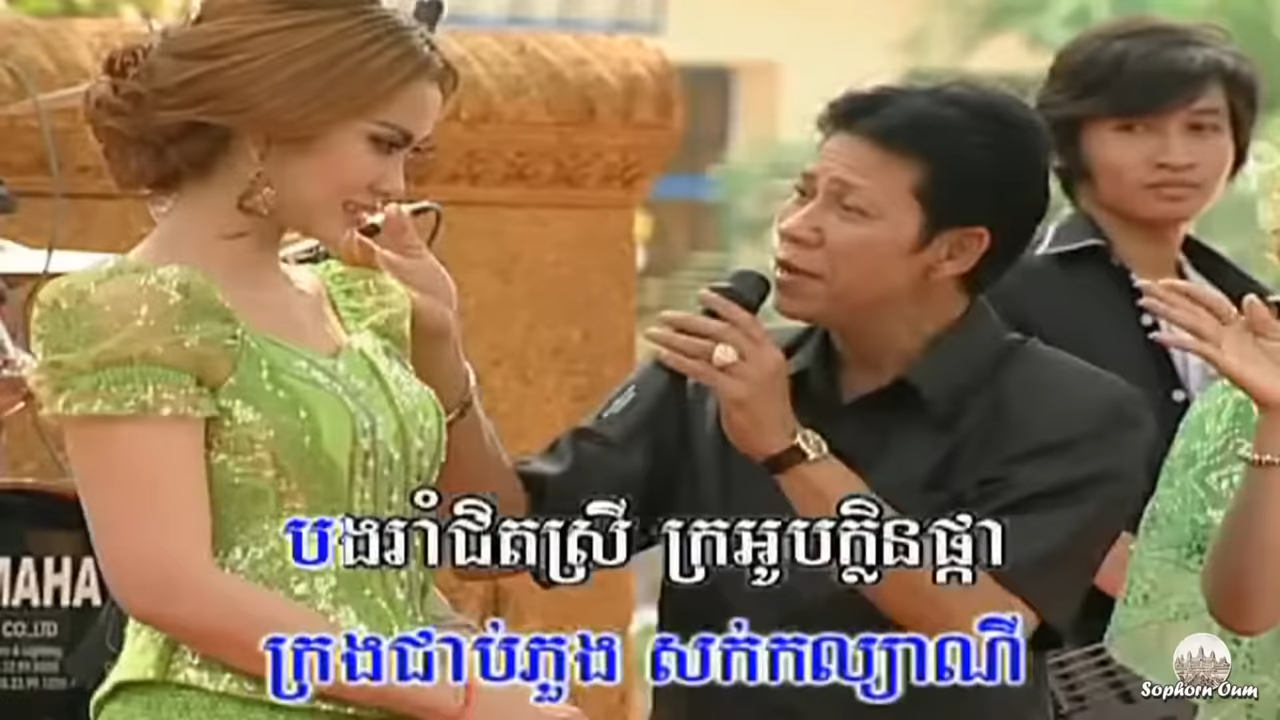 MAHA
CO.,LTD
បងរាំជិតស្រី ក្រអូបក្លិនផ្កា
ក្រងជាប់ភួង សក់កល្យាណី
Sophorn Oum